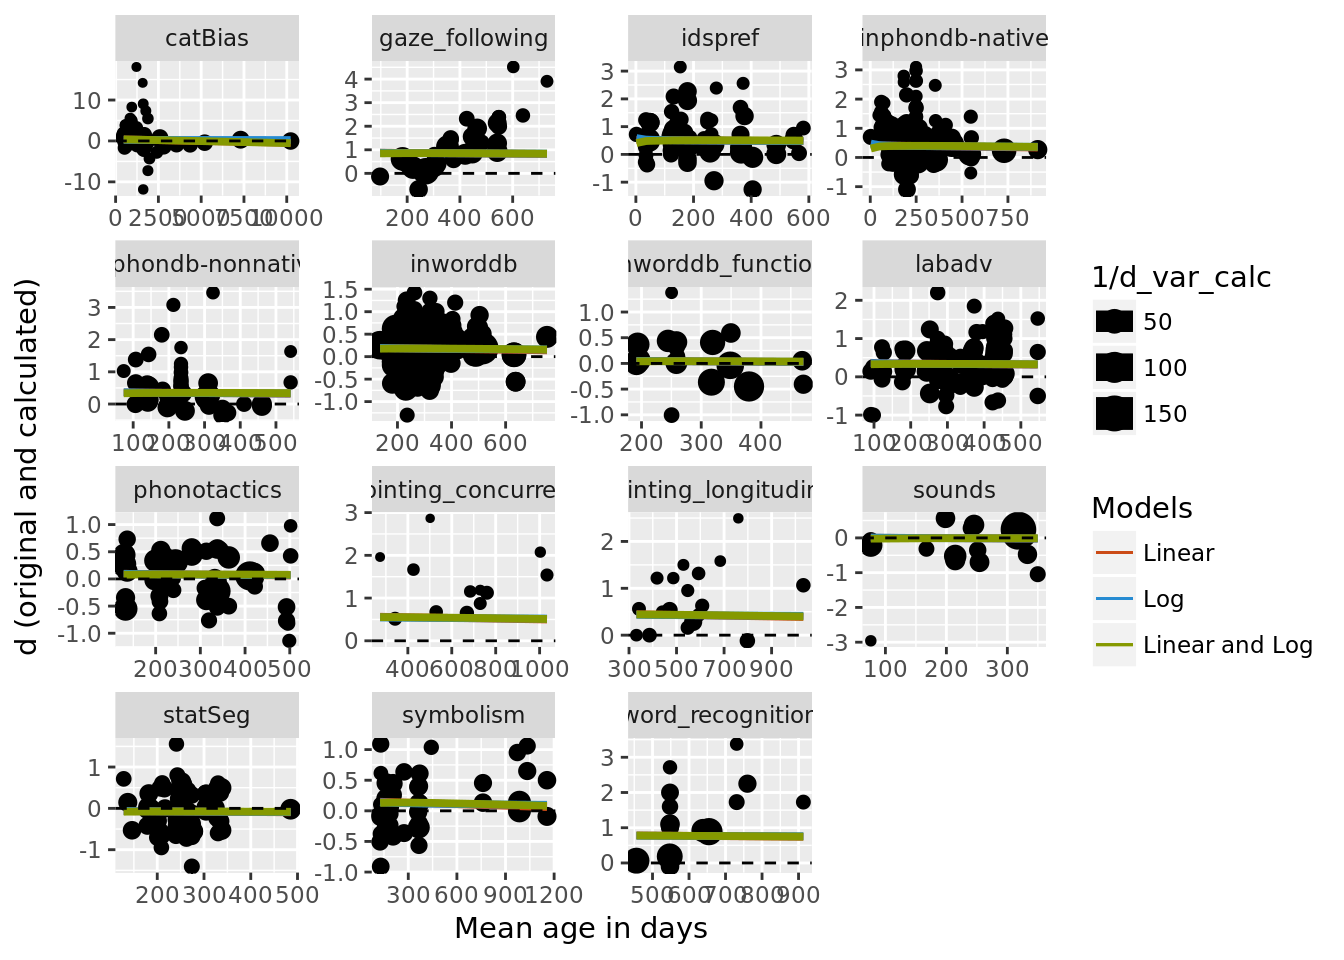 catBias gaze_following idspref inphondb-native
10 0 -10
4 3 2 1 0
3 2 1 0 -1
3 2 1 0 -1
0 2500 5000 7500 10000
200 400 600
0 200 400 600
0 250 500 750
phondb-nonnativ inworddb nworddb_functio labadv
3 2 1 0
1.5 1.0 0.5 0.0 -0.5 -1.0
1.0 0.5 0.0 -0.5 -1.0
2 1 0 -1
100 200 300 400 500
200 400 600
200 300 400
100 200 300 400 500
phonotactics ointing_concurre inting_longitudin sounds
1.0 0.5 0.0 -0.5 -1.0
3 2 1 0
2 1 0
0 -1 -2 -3
200 300 400 500
400 600 800 1000
300 500 700 900
100 200 300
statSeg symbolism word_recognition
1 0 -1
1.0 0.5 0.0 -0.5 -1.0
3 2 1 0
200 300 400 500
300 600 900 1200
500 600 700 800 900
Mean age in days
d (original and calculated)
1/d_var_calc
50
100
150
Models
Linear
Log
Linear and Log